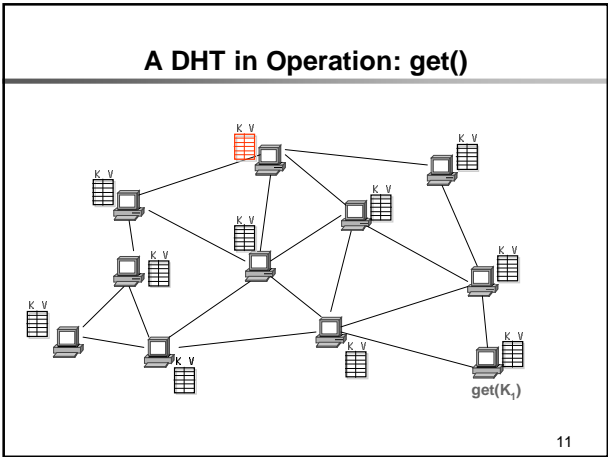 A DHT in Operation: get()
K V
K V
K V
K V
K V
K V
K V
K V
K V
K V
K V
get(K₁)
11